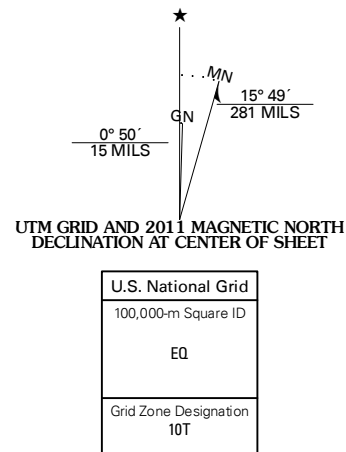 ★
MN
GN
15° 49´
281 MILS
0° 50´
15 MILS
UTM GRID AND 2011 MAGNETIC NORTH
DECLINATION AT CENTER OF SHEET
U.S. National Grid
100,000-m Square ID
EQ
Grid Zone Designation
10T